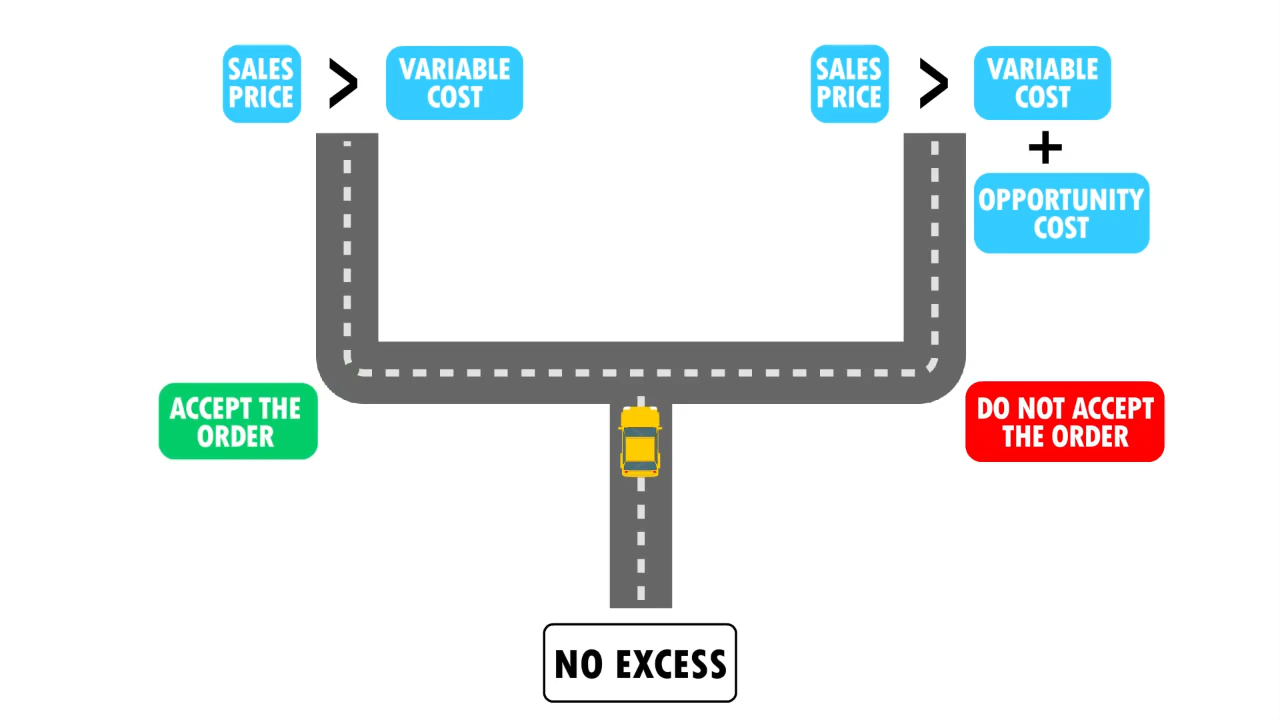 SALES
PRICE
>
VARIABLE
COST
SALES
PRICE
>
VARIABLE
COST
+
OPPORTUNITY
COST
ACCEPT THE
ORDER
DO NOT ACCEPT
THE ORDER
NO EXCESS